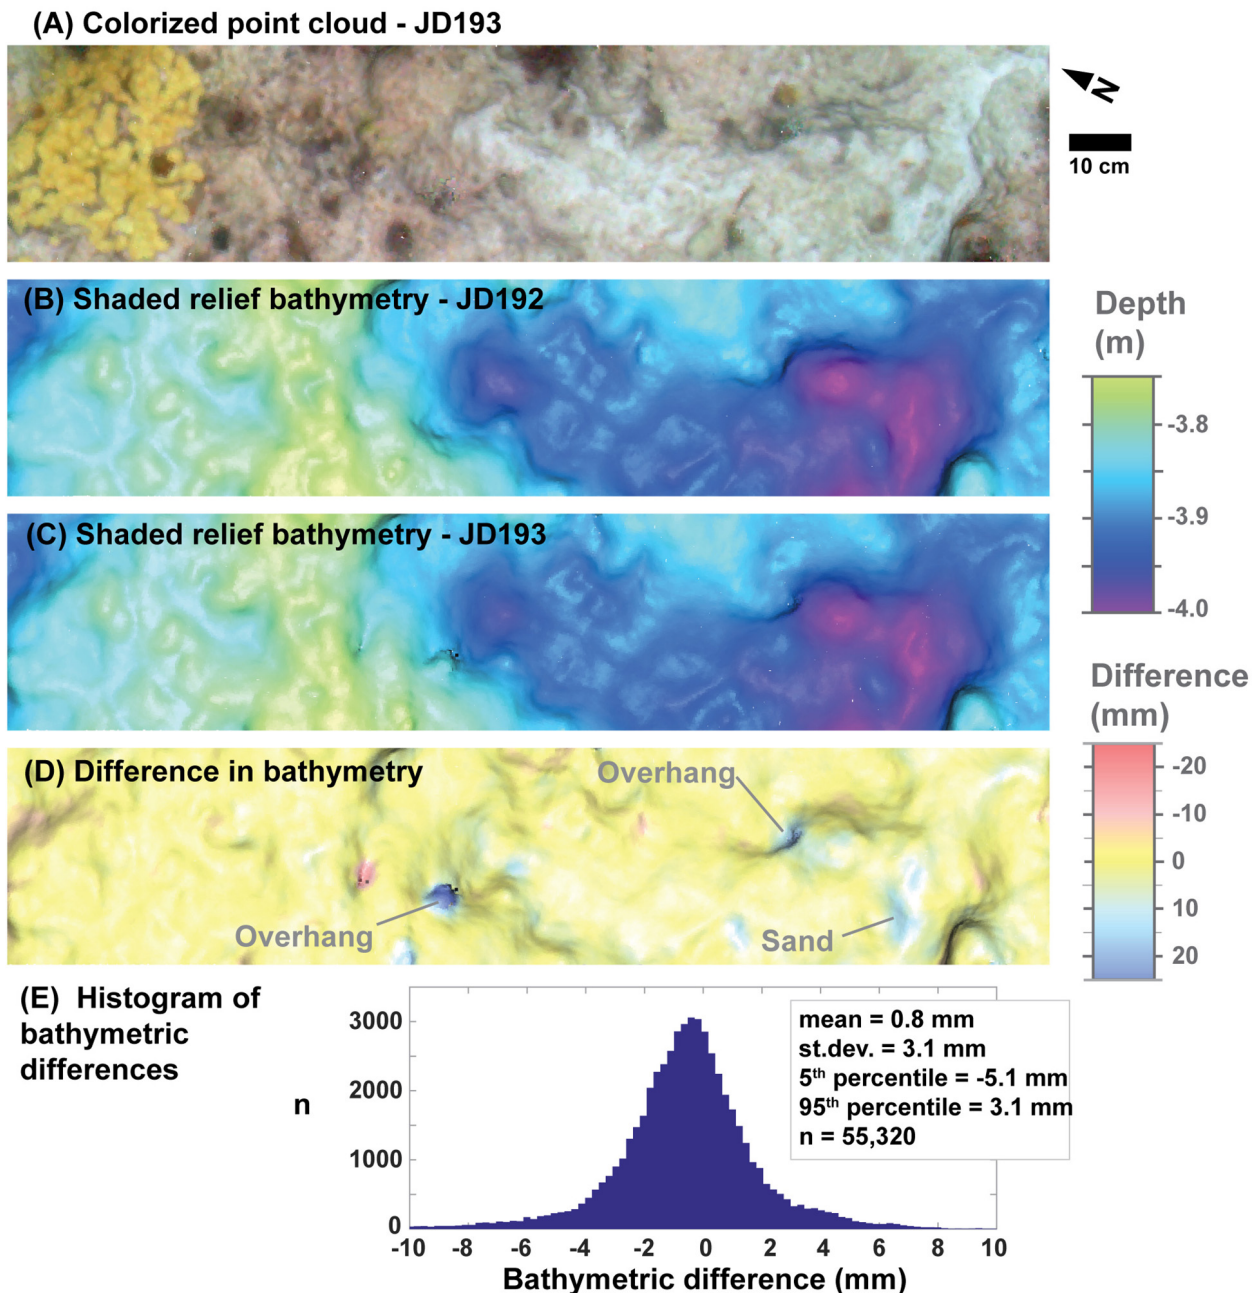 (A) Colorized point cloud - JD193
N
10 cm
(B) Shaded relief bathymetry - JD192
Depth
(m)
-3.8
-3.9
-4.0
(C) Shaded relief bathymetry - JD193
Difference
(mm)
-20
-10
0
10
20
(D) Difference in bathymetry
Overhang
Overhang
Sand
(E) Histogram of
bathymetric
differences
n
3000
2000
1000
0
mean = 0.8 mm
st.dev. = 3.1 mm
5th percentile = -5.1 mm
95th percentile = 3.1 mm
n = 55,320
-10 -8 -6 -4 -2 0 2 4 6 8 10
Bathymetric difference (mm)